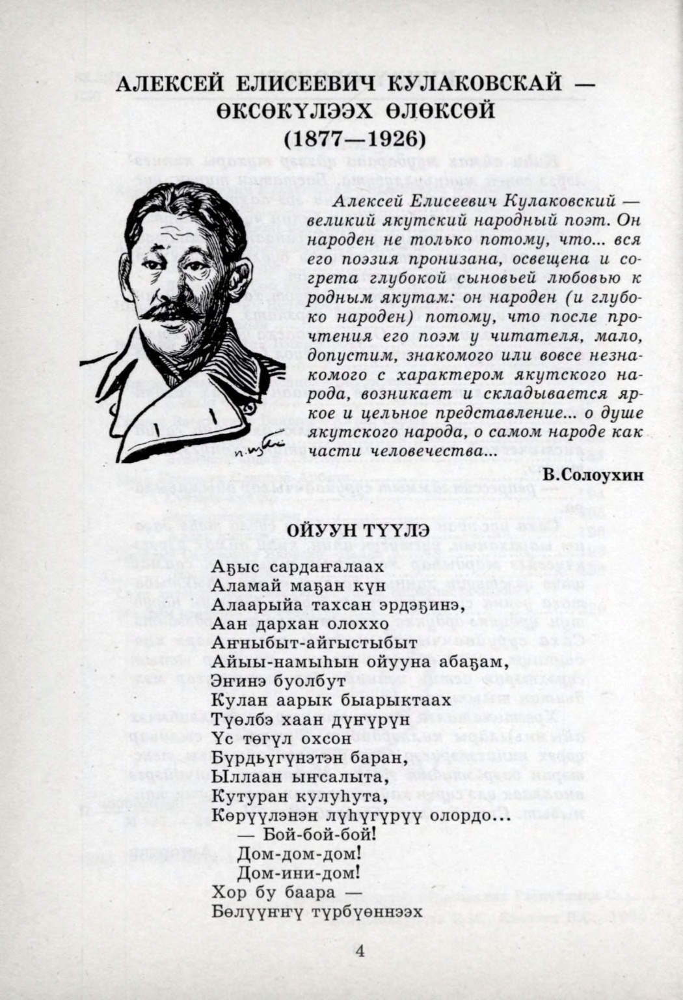 АЛЕКСЕЙ ЕЛИСЕЕВИЧ КУЛАКОВСКАЙ —
ӨКСӨКҮЛЭЭХ ӨЛӨКСӨЙ
(1877—1926)
Алексей Елисеевич Кулаковский —
великий якутский народный поэт. Он
народен не только потому, что... вся
его поэзия пронизана, освещена и со-
грета глубокой сыновьей любовью к
родным якутам: он народен (и глубо-
ко народен) потому, что после про-
чтения его поэм у читателя, мало,
допустим, знакомого или вовсе незна-
комого с характером якутского на-
рода, возникает и складывается яр-
кое и цельное представление... о душе
якутского народа, о самом народе как
части человечества...
В.Солоухин
ОЙУУН ТҮҮЛЭ
Аҕыс сардаҥалаах
Аламай маҕан күн
Алаарыйа тахсан эрдэҕинэ,
Аан дархан олоххо
Аҥныбыт-айгыстыбыт
Айыы-намыһын ойууна абаҕам,
Эҥинэ буолбут
Кулан аарык быарыктаах
Түөлбэ хаан дүҥүрүн
Үс төгүл охсон
Бүрдьүгүнэтэн баран,
Ыллаан ыҥсалыта,
Кутуран кулуһута,
Көрүүлэнэн лүһүгүрүү олордо...
— Бой-бой-бой!
Дом-дом-дом!
Дом-ини-дом!
Хор бу баара —
Бөлүүҥҥү түрбүөннээх
4